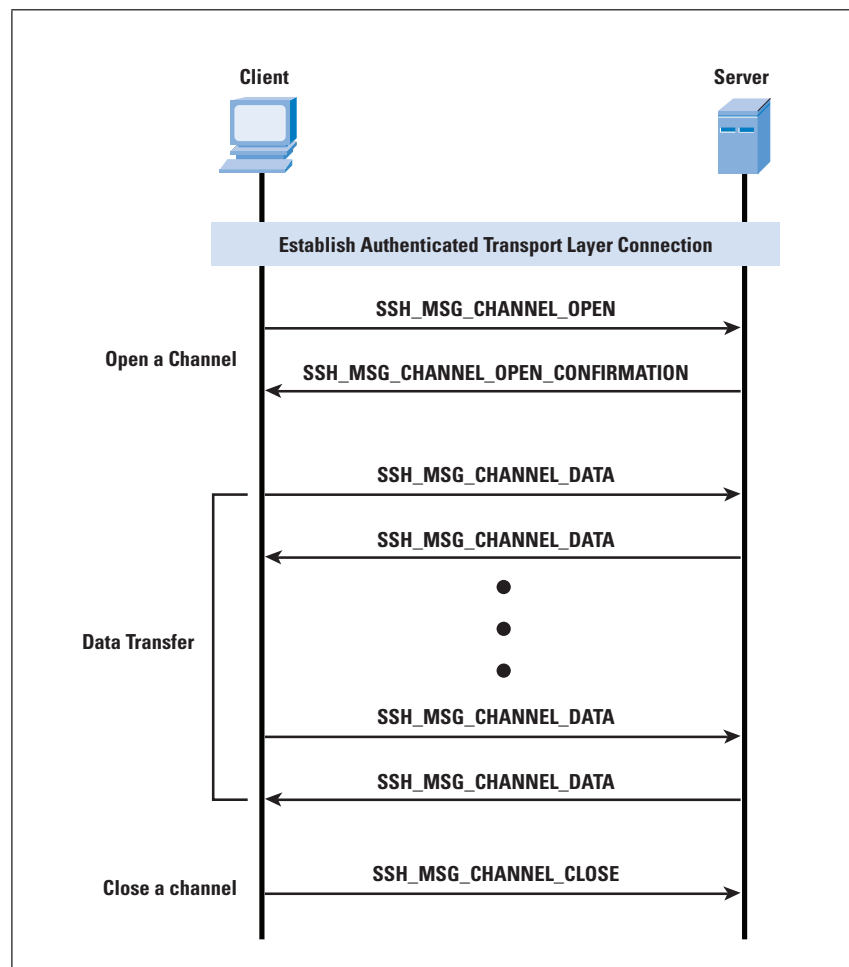 Client
Server
Establish Authenticated Transport Layer Connection
SSH_MSG_CHANNEL_OPEN
Open a Channel
SSH_MSG_CHANNEL_OPEN_CONFIRMATION
SSH_MSG_CHANNEL_DATA
SSH_MSG_CHANNEL_DATA
Data Transfer
SSH_MSG_CHANNEL_DATA
SSH_MSG_CHANNEL_DATA
Close a channel
SSH_MSG_CHANNEL_CLOSE